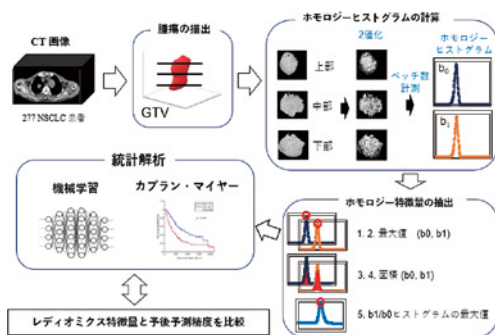 CT 画像
277 NSCLC 患者
腫瘍の描出
GTV
ホモロジーヒストグラムの計算
2値化
上部
中部
下部
ベッチ数
計測
ホモロジー
ヒストグラム
b0
b1
ホモロジー特徴量の抽出
1. 2. 最大値 (b0, b1)
3. 4. 面積 (b0, b1)
5. b1/b0ヒストグラムの最大値
統計解析
機械学習
カプラン・マイヤー
レディオミクス特徴量と予後予測精度を比較